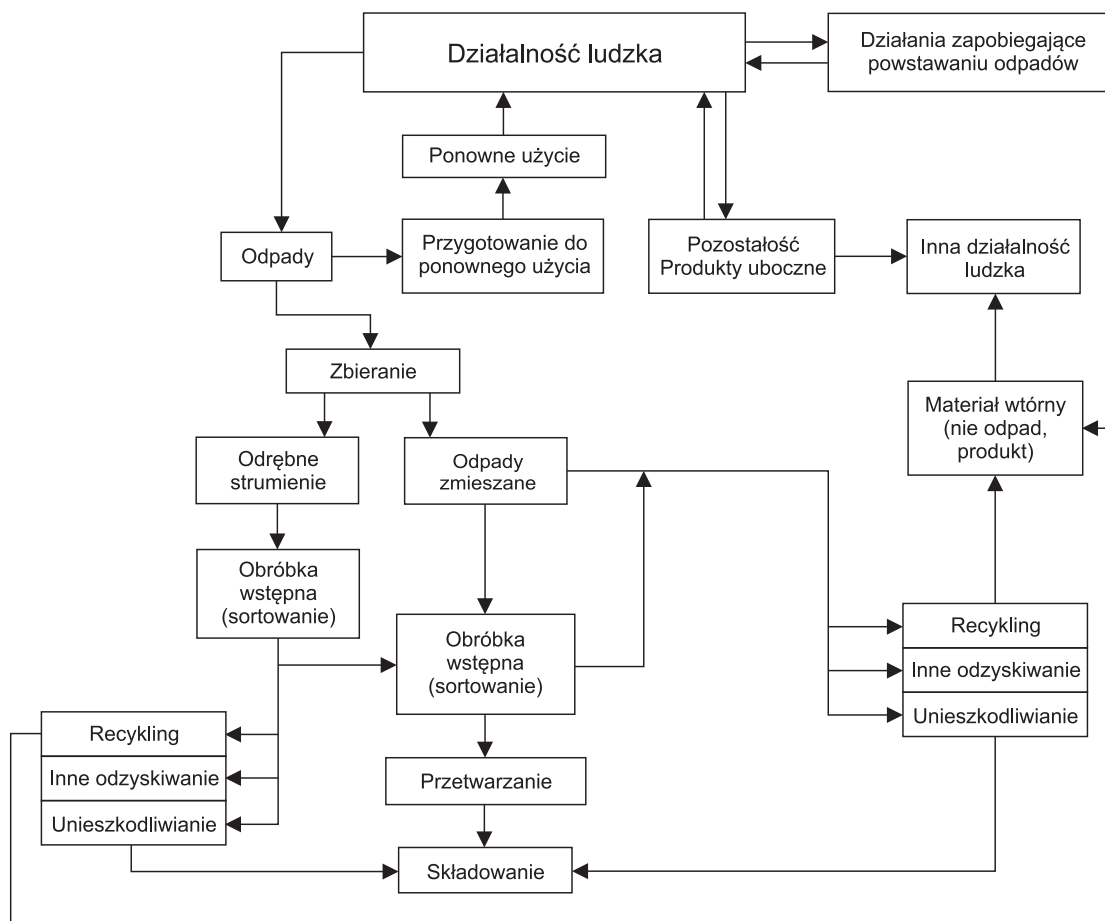 Działalność ludzka
Działania zapobiegające
powstawaniu odpadów
Ponowne użycie
Odpady
Przygotowanie do
ponownego użycia
Pozostałość
Produkty uboczne
Inna działalność
ludzka
Zbieranie
Materiał wtórny
(nie odpad,
produkt)
Odrębne
strumienie
Odpady
zmieszane
Obróbka
wstępna
(sortowanie)
Obróbka
wstępna
(sortowanie)
Recykling
Inne odzyskiwanie
Unieszkodliwianie
Recykling
Inne odzyskiwanie
Unieszkodliwianie
Przetwarzanie
Składowanie